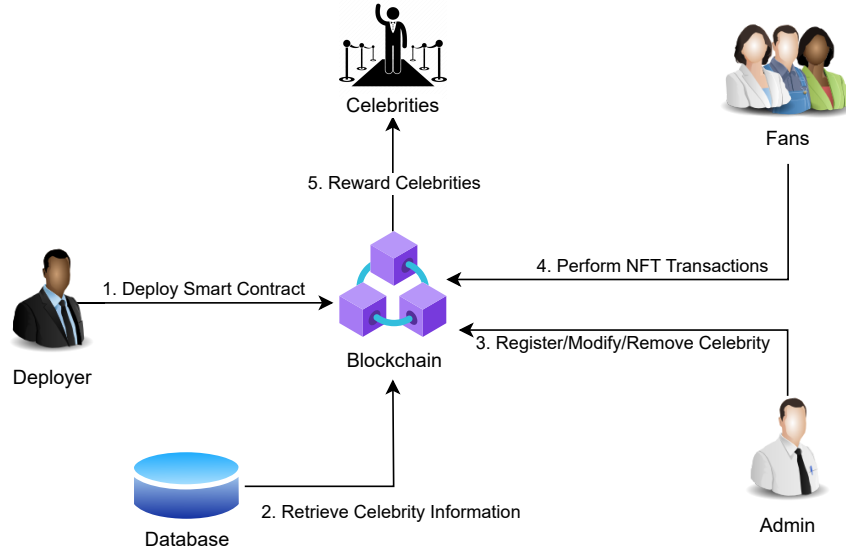 Celebrities
Fans
5. Reward Celebrities
4. Perform NFT Transactions
1. Deploy Smart Contract
3. Register/Modify/Remove Celebrity
Blockchain
Deployer
2. Retrieve Celebrity Information
Database
Admin